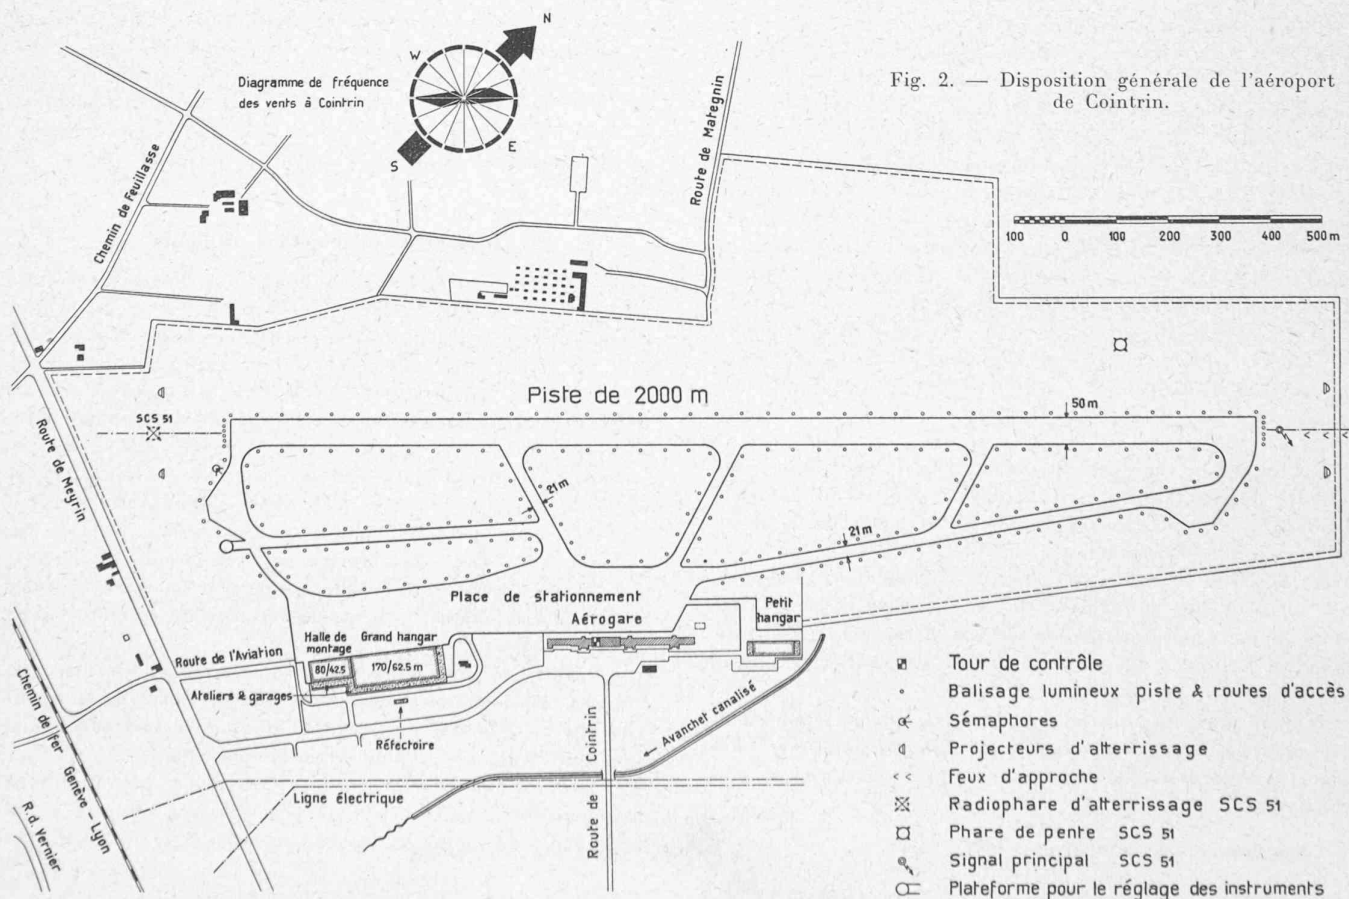 N
W
Diagramme de fréquence
des vents à Cointrin
E
S
Fig. 2. — Disposition générale de l'aéroport
de Cointrin.
Route de Mategnin
Chemin de Feuillasse
100 0 100 200 300 400 500 m
Piste de 2000 m
50 m
SCS 51
Route de Meyrin
21 m
21 m
Place de stationnement
Aérogare
Petit
hangar
Halle de
montage
Grand hangar
Route de l'Aviation
80/42.5
170/62.5 m
Ateliers & garages
Réfectoire
Avanchet canalisé
Route de Cointrin
Ligne électrique
Chemin de fer Genève - Lyon
R. d. Vernier
Tour de contrôle
Balisage lumineux piste & routes d'accès
Sémaphores
Projecteurs d'atterrissage
Feux d'approche
Radiophare d'atterrissage SCS 51
Phare de pente SCS 51
Signal principal SCS 51
Plateforme pour le réglage des instruments